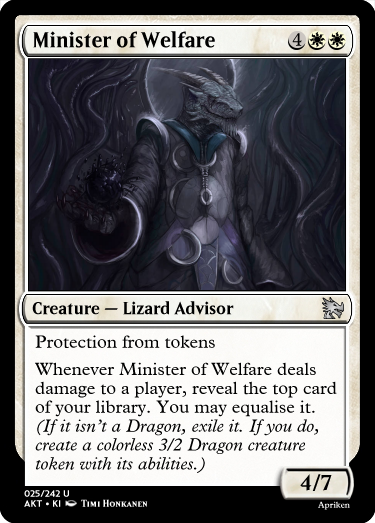 Minister of Welfare 4
Creature — Lizard Advisor
Protection from tokens
Whenever Minister of Welfare deals
damage to a player, reveal the top card
of your library. You may equalise it.
(If it isn't a Dragon, exile it. If you do,
create a colorless 3/2 Dragon creature
token with its abilities.)
4/7
025/242 U
AKT • KI Timi Honkanen
Apriken